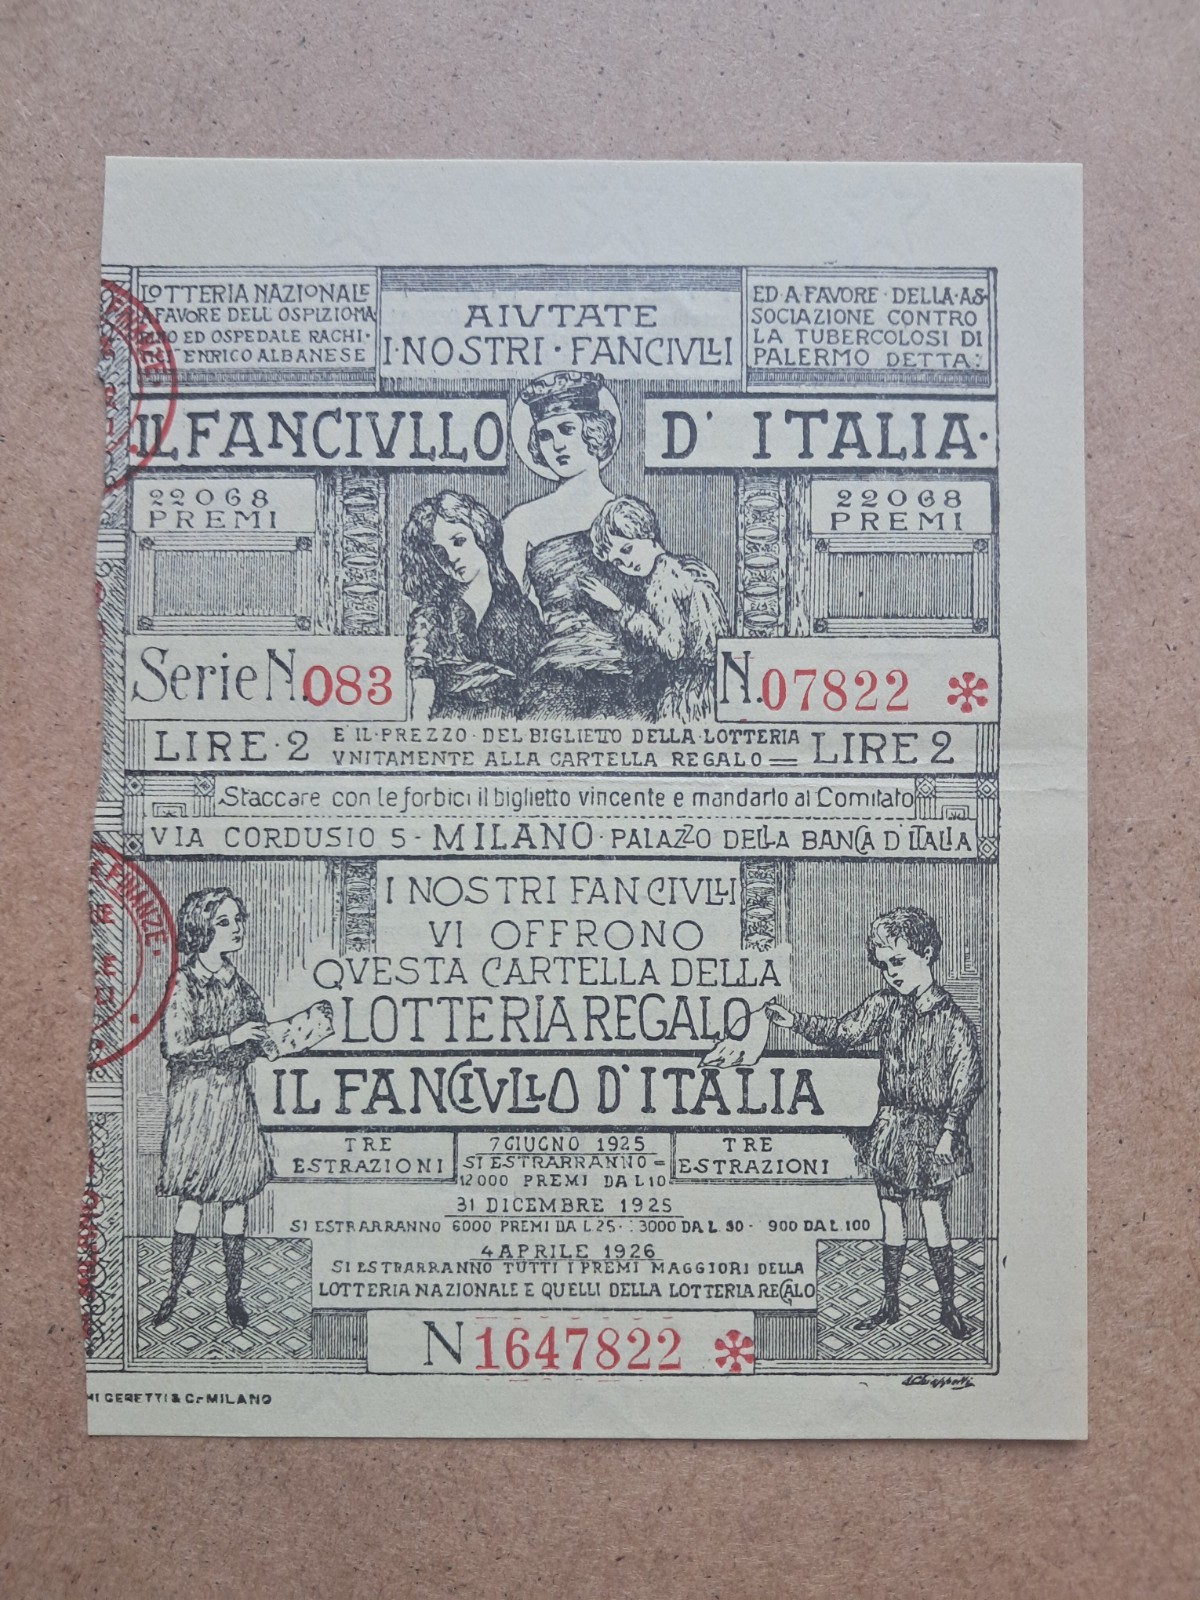 LOTTERIA NAZIONALE
A FAVORE DELL OSPIZIO MA
RINO ED OSPEDALE RACHI·
ENRICO ALBANESE
AIVTATE
I·NOSTRI·FANCIVLLI
ED A FAVORE·DELLA·AS·
SOCIAZIONE CONTRO
LA TUBERCOLOSI DI
PALERMO DETTA:
IL FANCIVLLO D' ITALIA·
22068
PREMI
22068
PREMI
Serie N. 083
N. 07822
LIRE·2
E IL·PREZZO·DEL BIGLIETTO DELLA·LOTTERIA
VNITAMENTE ALLA CARTELLA REGALO =
LIRE 2
Staccare con le forbici il biglietto vincente e mandarlo al Comitato
VIA CORDUSIO 5 - MILANO·PALAZZO DELLA BANCA D'ITALIA
I NOSTRI FANCIVLLI
VI OFFRONO
QVESTA CARTELLA DELLA
LOTTERIA REGALO
IL FANCIVLLO D'ITALIA
TRE
ESTRAZIONI
7 GIUGNO 1925
SI ESTRARRANNO =
12000 PREMI DA L 10
TRE
ESTRAZIONI
31 DICEMBRE 1925
SI ESTRARRANNO 6000 PREMI DA L. 25·:3000 DA L. 50 - 900 DA L. 100
4 APRILE 1926
SI ESTRARRANNO TUTTI I PREMI MAGGIORI DELLA
LOTTERIA NAZIONALE E QUELLI DELLA LOTTERIA REGALO
N 1647822
GERETTI & C.- MILANO
FINANZE·
FINANZE·